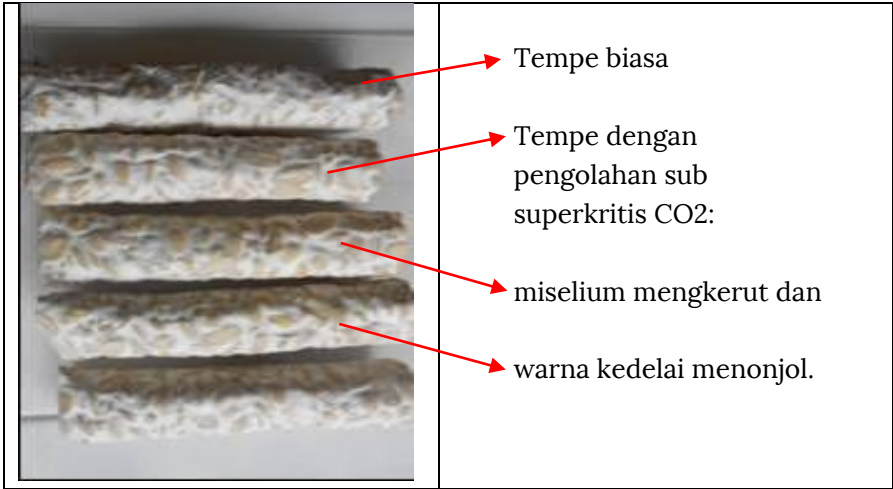 Tempe biasa
Tempe dengan
pengolahan sub
superkritis CO2:
miselium mengkerut dan
warna kedelai menonjol.